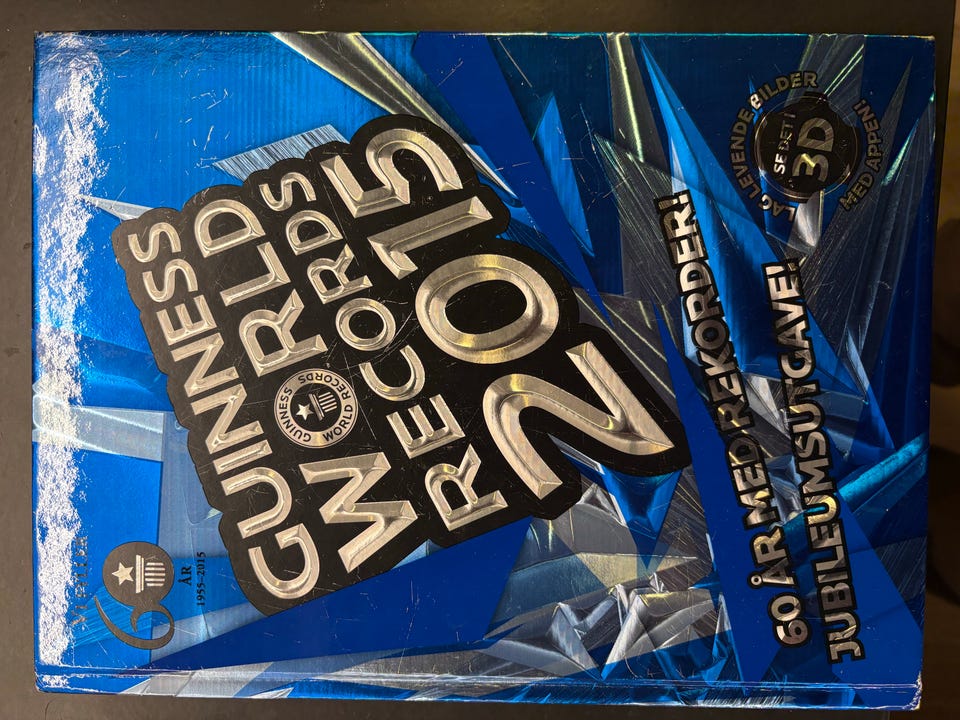 ÅR
1955–2015
GUINNESS
WORLD
RECORDS
2015
GUINNESS
WORLD RECORDS
60 ÅR MED REKORDER!
JUBILEUMSUTGAVE!
LAG LEVENDE BILDER
SE DET I
3D
MED APPEN!